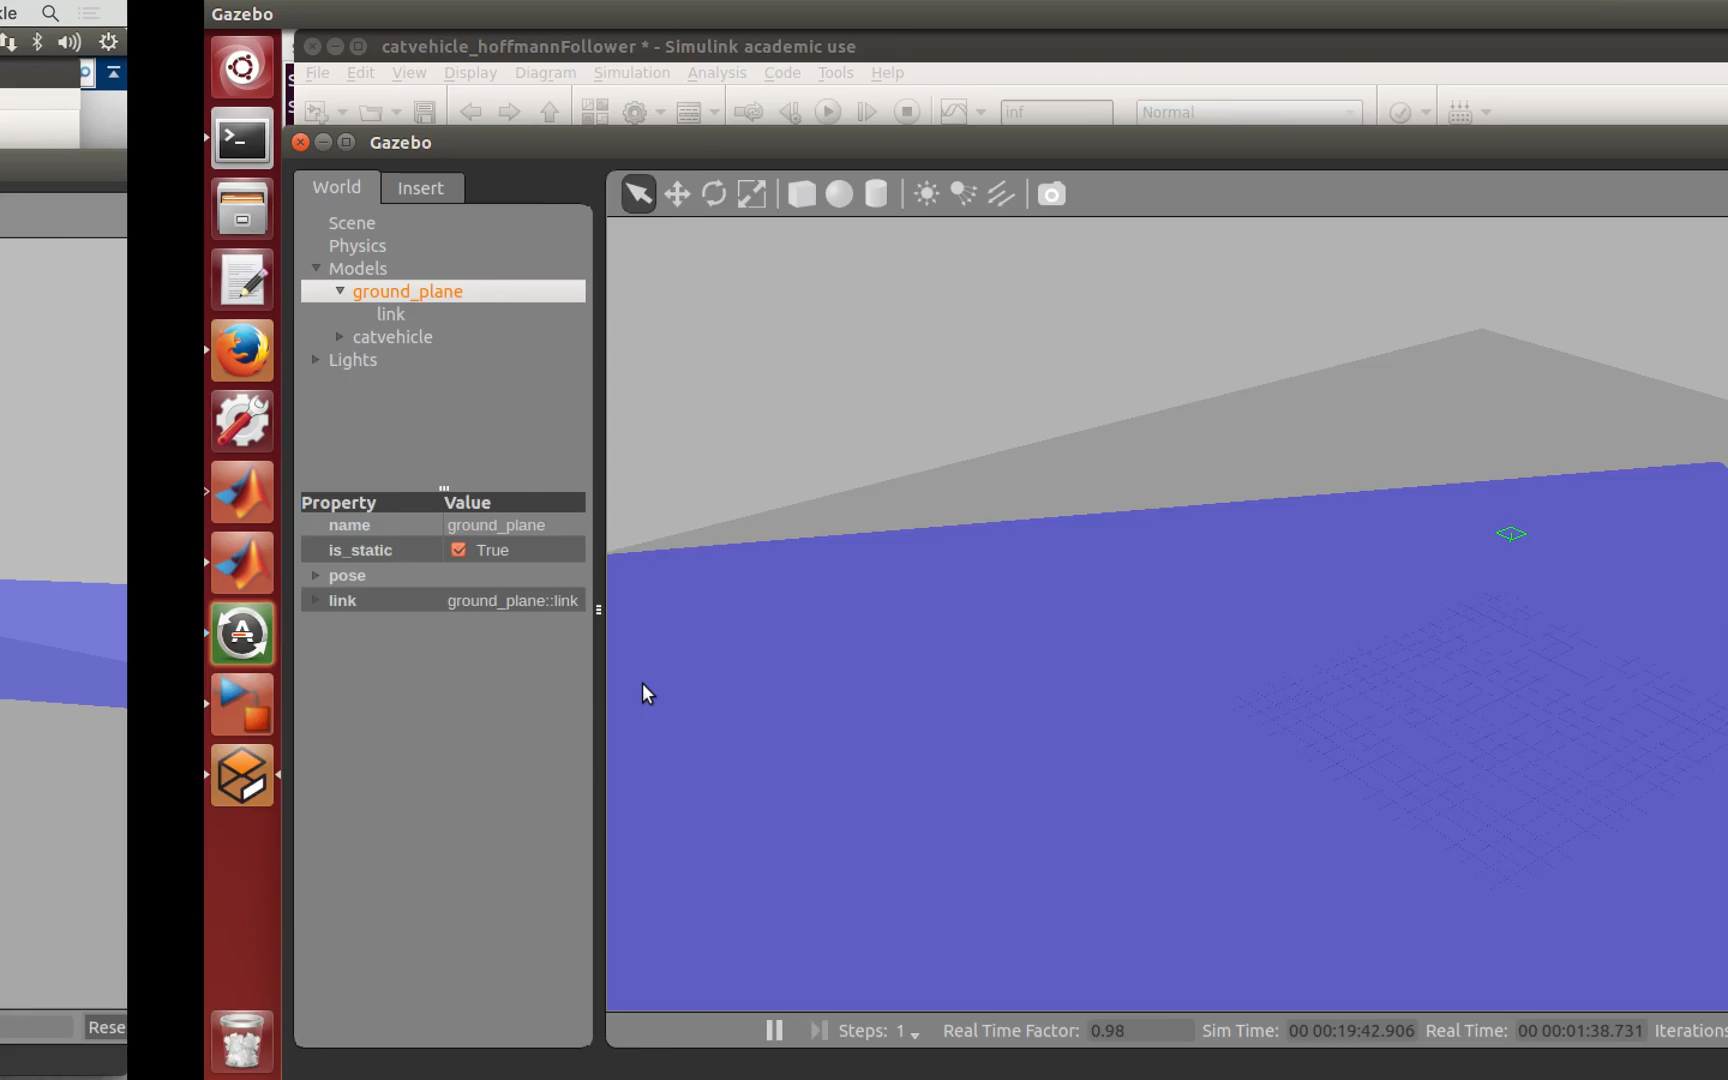 kle
Gazebo
catvehicle_hoffmannFollower * - Simulink academic use
File Edit View Display Diagram Simulation Analysis Code Tools Help
inf Normal
Gazebo
World Insert
Scene
Physics
Models
ground_plane
link
catvehicle
Lights
Property Value
name ground_plane
is_static True
pose
link ground_plane::link
Rese
Steps: 1 Real Time Factor: 0.98 Sim Time: 00 00:19:42.906 Real Time: 00 00:01:38.731 Iterations